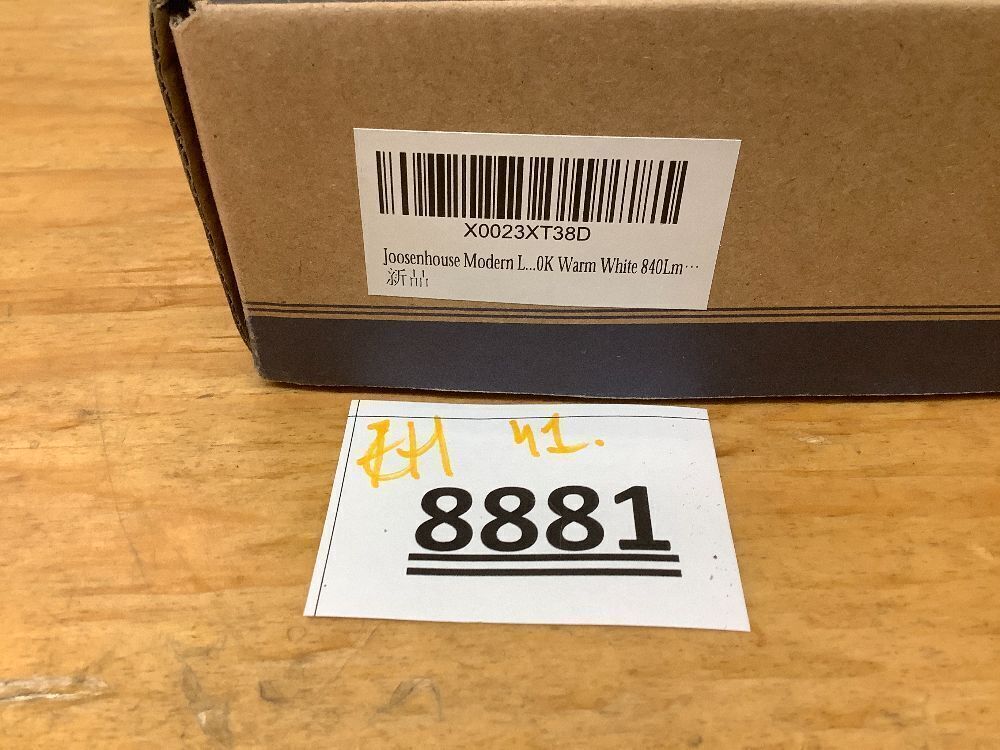 X0023XT38D
Joosenhouse Modern L...0K Warm White 840Lm...
新品
41.
8881